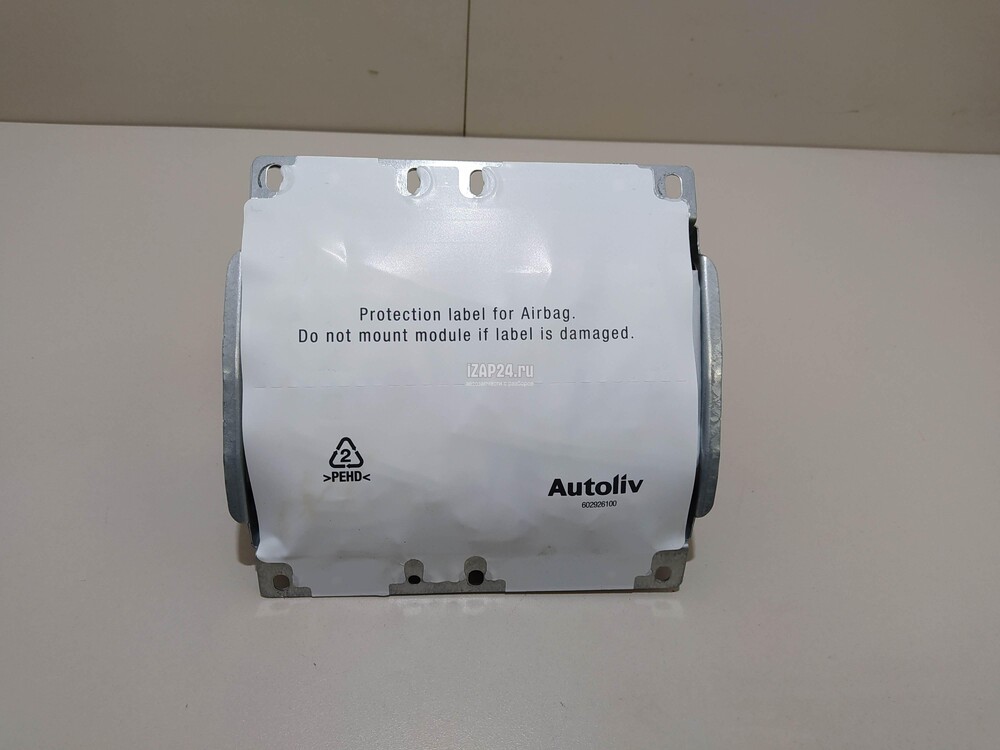 Protection label for Airbag.
Do not mount module if label is damaged.
IZAP24.ru
2
>PEHD<
Autoliv
602926100